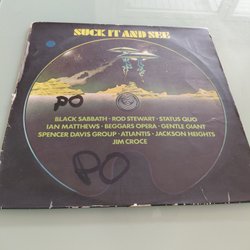 SUCK IT AND SEE
PO
BLACK SABBATH · ROD STEWART · STATUS QUO
IAN MATTHEWS · BEGGARS OPERA · GENTLE GIANT
SPENCER DAVIS GROUP · ATLANTIS · JACKSON HEIGHTS
JIM CROCE
PO